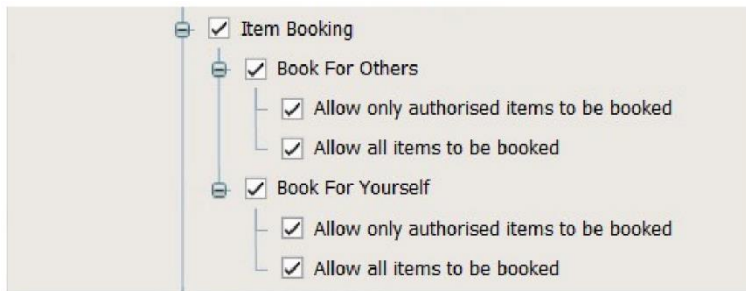 Item Booking
Book For Others
Allow only authorised items to be booked
Allow all items to be booked
Book For Yourself
Allow only authorised items to be booked
Allow all items to be booked